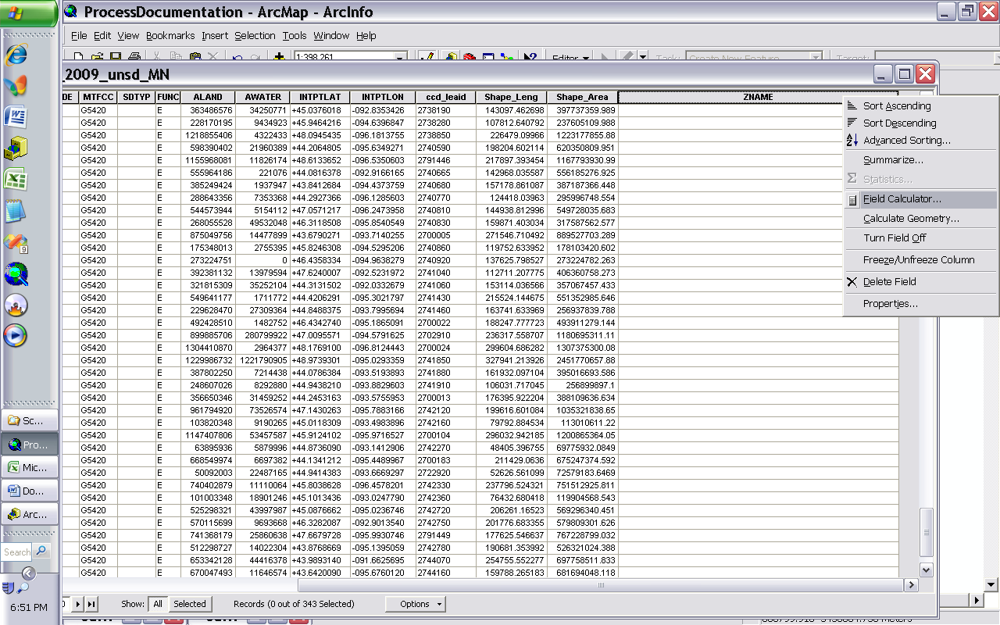 ProcessDocumentation - ArcMap - ArcInfo
File Edit View Bookmarks Insert Selection Tools Window Help
1:398,261 Editor Task: Create New Feature Target:
_2009_unsd_MN
DE MTFCC SDTYP FUNC ALAND AWATER INTPTLAT INTPTLON ccd_leaid Shape_Leng Shape_Area ZNAME
G5420 E 363486576 34250771 +45.0376018 -092.8353426 2738190 143097.462698 397737359.989
G5420 E 228170195 9434923 +45.9464216 -094.6396847 2738280 107812.640792 237605109.988
G5420 E 1218855406 4322433 +48.0945435 -096.1813755 2738850 226479.09966 1223177855.88
G5420 E 598390402 21960389 +44.2064893 -095.6349271 2740590 198204.602114 620350809.951
G5420 E 1155968081 11826174 +48.6133652 -096.5350603 2791446 217897.393454 1167793930.99
G5420 E 555964186 221076 +44.0816378 -092.9166165 2740665 142968.035587 556185276.925
G5420 E 385249424 1937947 +43.8412684 -094.4373759 2740680 157178.861087 387187366.448
G5420 E 288643358 7353368 +44.2927315 -096.1285603 2740770 124418.03963 295996748.554
G5420 E 544573944 5154112 +47.0571217 -096.2473958 2740810 144938.812996 549728035.683
G5420 E 268055528 49532048 +46.3118958 -095.8540549 2740830 159871.403034 317587562.577
G5420 E 875049756 14477899 +43.6790271 -093.7140255 2700005 271546.710492 889527703.289
G5420 E 175348013 2755395 +45.8246318 -094.5295206 2740860 119752.633952 178103420.602
G5420 E 273224751 0 +46.4358334 -094.9638279 2740920 137625.798527 273224782.263
G5420 E 392381132 13979594 +47.6240007 -092.5231972 2741040 112711.207775 406360758.273
G5420 E 321815309 35252104 +44.3131002 -092.0332679 2741060 153114.036566 357067457.433
G5420 E 549641177 1711772 +44.4206291 -095.3021797 2741430 215524.144675 551352985.646
G5420 E 229628470 27309364 +44.8491475 -093.7995694 2741460 163741.633969 256937839.788
G5420 E 492428510 1482752 +46.4342740 -095.1865091 2700022 188247.777723 493911279.144
G5420 E 899885706 280799922 +47.0095571 -094.5791625 2702910 236317.558707 1180695311.11
G5420 E 1304410870 2964377 +48.1769100 -096.8124443 2700024 299604.686282 1307375300.08
G5420 E 1229986732 1221790905 +48.9739301 -095.0293359 2741850 327941.213926 2451770657.88
G5420 E 387802250 7214438 +44.0786384 -093.5193893 2741880 161932.097104 395016693.586
G5420 E 248607026 8292880 +44.9438210 -093.8829603 2741910 106031.717045 256899897.1
G5420 E 356650346 31459252 +44.2453163 -093.5755953 2700013 176395.922204 388109610.634
G5420 E 961794920 73526574 +47.1430263 -095.7883116 2742120 199616.601084 1035321838.65
G5420 E 103820348 9190265 +45.0118309 -093.4983896 2742160 79792.884534 113010611.22
G5420 E 1147407806 53457587 +45.9124102 -095.9716527 2700104 296032.942185 1200865364.05
G5420 E 63895936 5879996 +44.8736090 -093.1412906 2742270 48405.396755 69775932.0849
G5420 E 668549974 6697382 +44.1341212 -095.4489967 2700183 211429.0636 675247374.592
G5420 E 50092003 22487165 +44.9414383 -093.6669297 2722920 52626.561099 72579183.6469
G5420 E 740402879 11110064 +45.8038628 -093.4578201 2742330 237796.524321 751512925.811
G5420 E 101003348 18901246 +45.1013436 -093.0247701 2742360 76432.680418 119904568.543
G5420 E 525298321 43997987 +45.0876662 -095.0236746 2742720 206261.16523 569296340.451
G5420 E 570115699 9693668 +46.3282087 -092.9013540 2742750 201776.683355 579809301.626
G5420 E 741368179 25860638 +47.6679728 -095.9930746 2791449 177625.546637 767228790.032
G5420 E 512298727 14022304 +43.8768669 -095.1605059 2742780 190681.353992 526321022.388
G5420 E 653342128 44416378 +43.9893140 -091.6625695 2744070 254755.552277 697758511.833
G5420 E 670047493 11646574 +43.6420090 -095.6020120 2744160 159788.265183 681694048.118
Sort Ascending
Sort Descending
Advanced Sorting...
Summarize...
Statistics...
Field Calculator...
Calculate Geometry...
Turn Field Off
Freeze/Unfreeze Column
Delete Field
Properties...
Show: All Selected Records (0 out of 343 Selected) Options
Sc...
Pro...
Mic...
Do...
Arc...
Search
6:51 PM